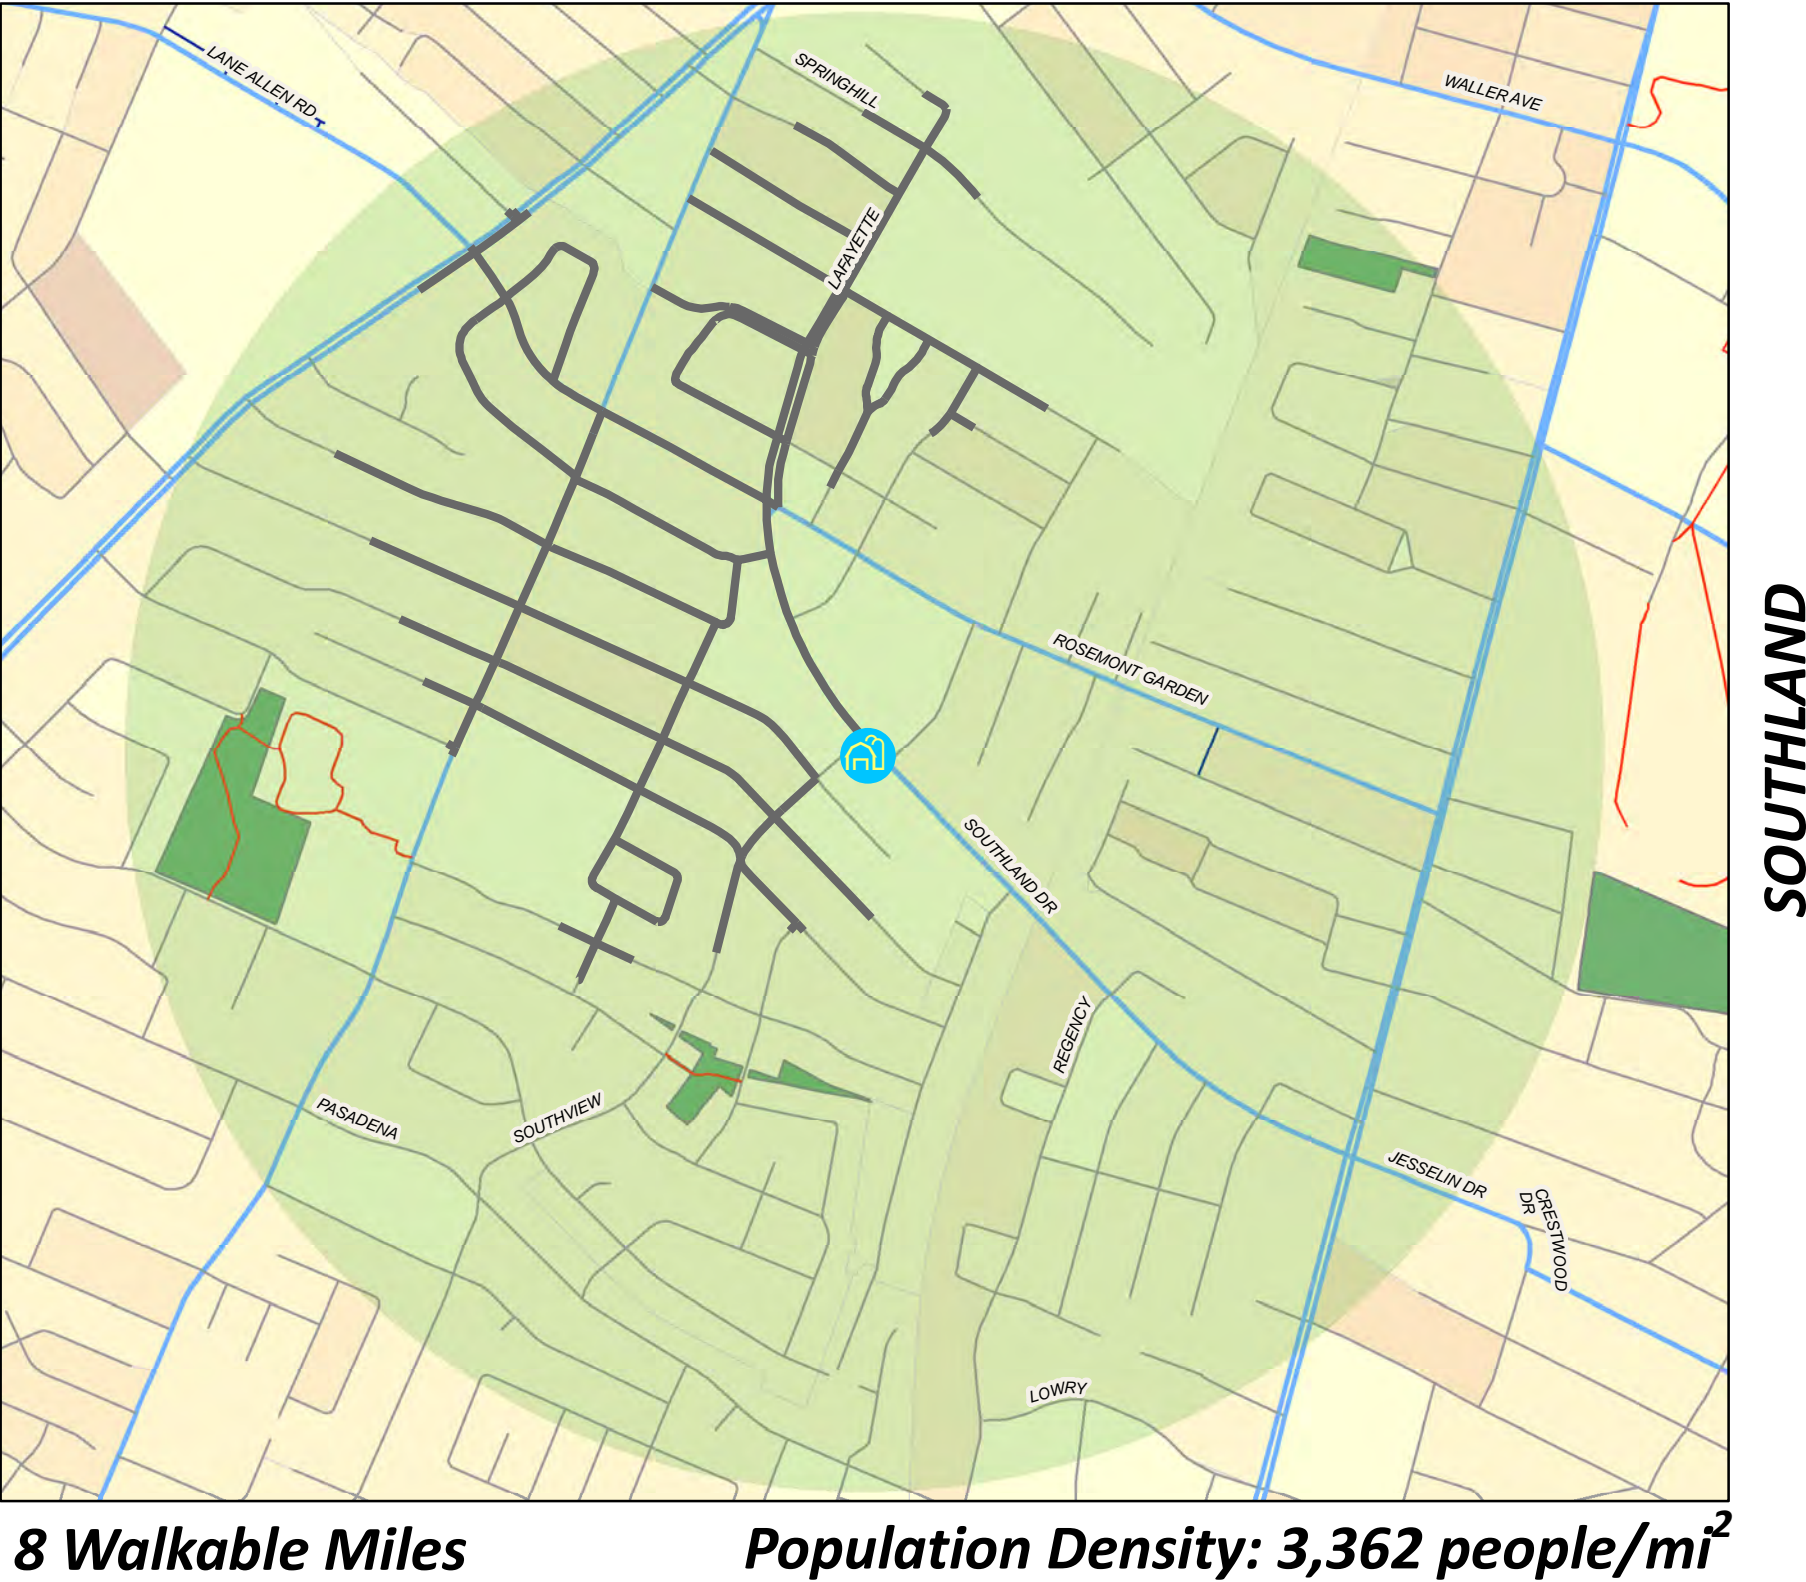 SPRINGHILL
LANE ALLEN RD
WALLER AVE
LAFAYETTE
ROSEMONT GARDEN
SOUTHLAND
SOUTHLAND DR
REGENCY
PASADENA
SOUTHVIEW
JESSELIN DR
CRESTWOOD
DR
LOWRY
8 Walkable Miles
Population Density: 3,362 people/mi²